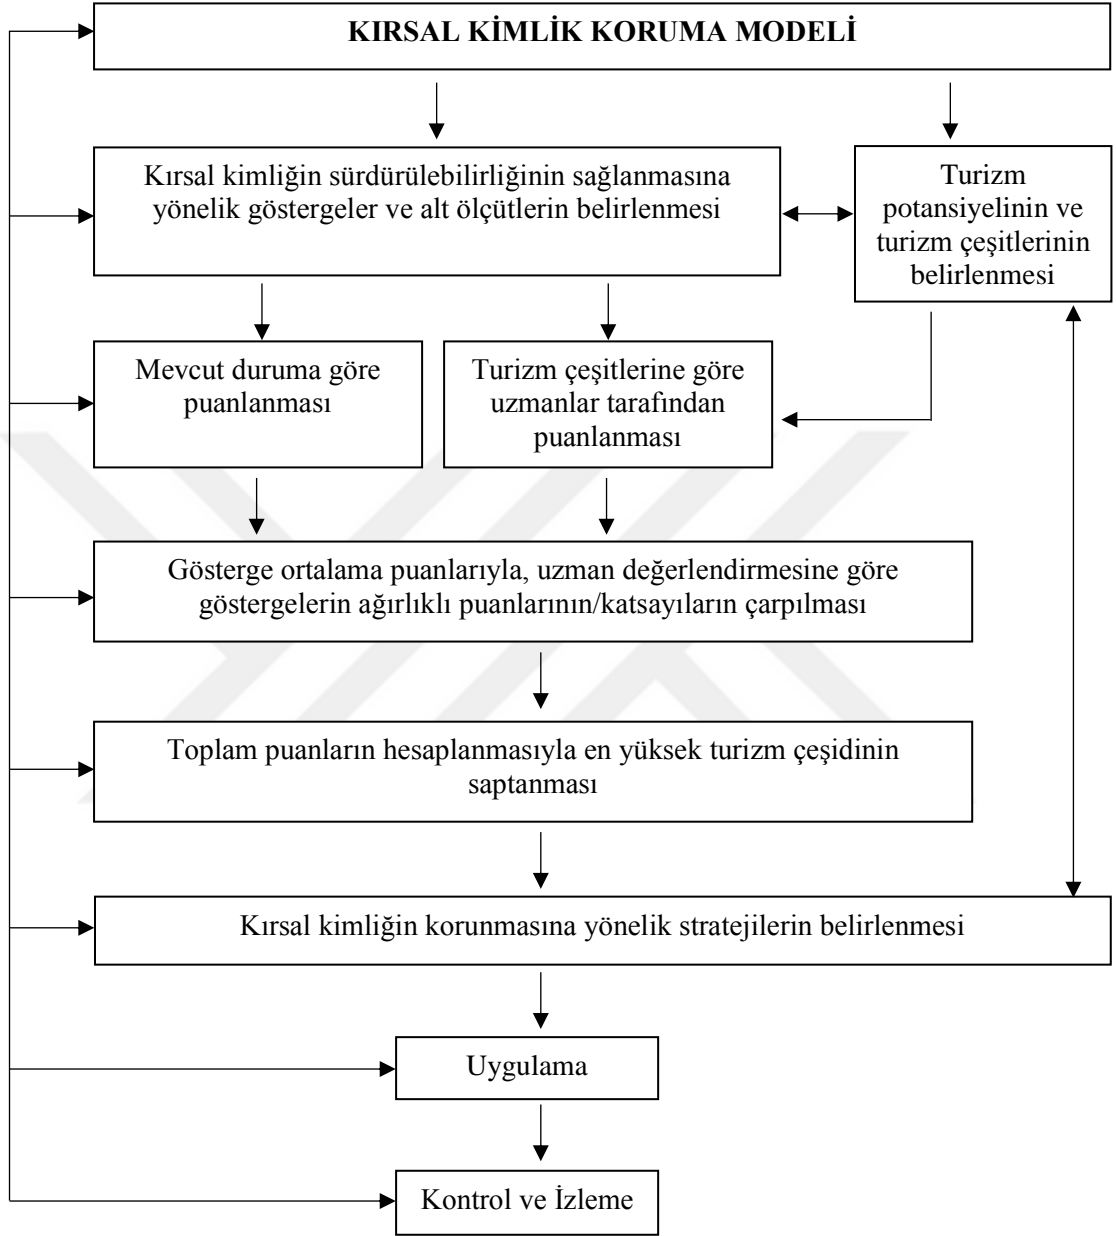 KIRSAL KİMLİK KORUMA MODELİ
Kırsal kimliğin sürdürülebilirliğinin sağlanmasına
yönelik göstergeler ve alt ölçütlerin belirlenmesi
Turizm
potansiyelinin ve
turizm çeşitlerinin
belirlenmesi
Mevcut duruma göre
puanlanması
Turizm çeşitlerine göre
uzmanlar tarafından
puanlanması
Gösterge ortalama puanlarıyla, uzman değerlendirmesine göre
göstergelerin ağırlıklı puanlarının/katsayıların çarpılması
Toplam puanların hesaplanmasıyla en yüksek turizm çeşidinin
saptanması
Kırsal kimliğin korunmasına yönelik stratejilerin belirlenmesi
Uygulama
Kontrol ve İzleme